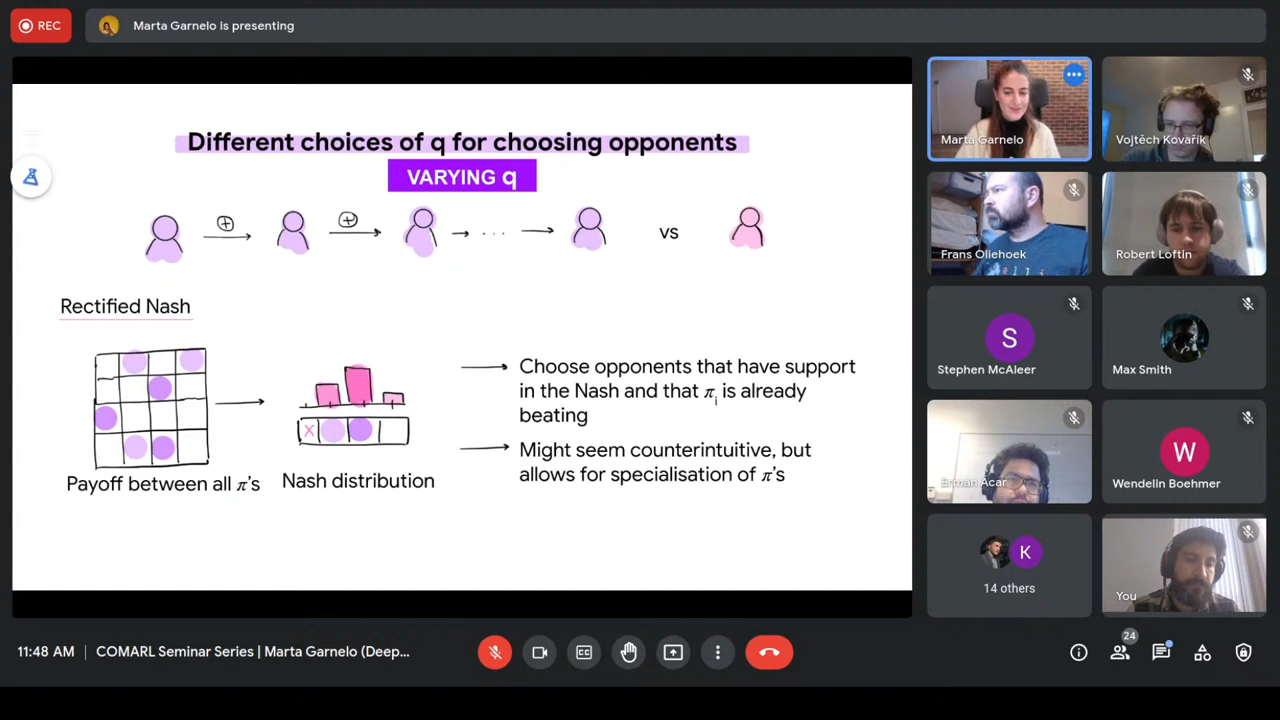 REC
Marta Garnelo is presenting
Different choices of q for choosing opponents
VARYING q
vs
Rectified Nash
Payoff between all π's
X
Nash distribution
Choose opponents that have support
in the Nash and that πi is already
beating
Might seem counterintuitive, but
allows for specialisation of π's
Marta Garnelo
Vojtěch Kovařík
Frans Oliehoek
Robert Loftin
S
Stephen McAleer
Max Smith
Erman Acar
W
Wendelin Boehmer
K
14 others
You
11:48 AM | COMARL Seminar Series | Marta Garnelo (Deep...
24